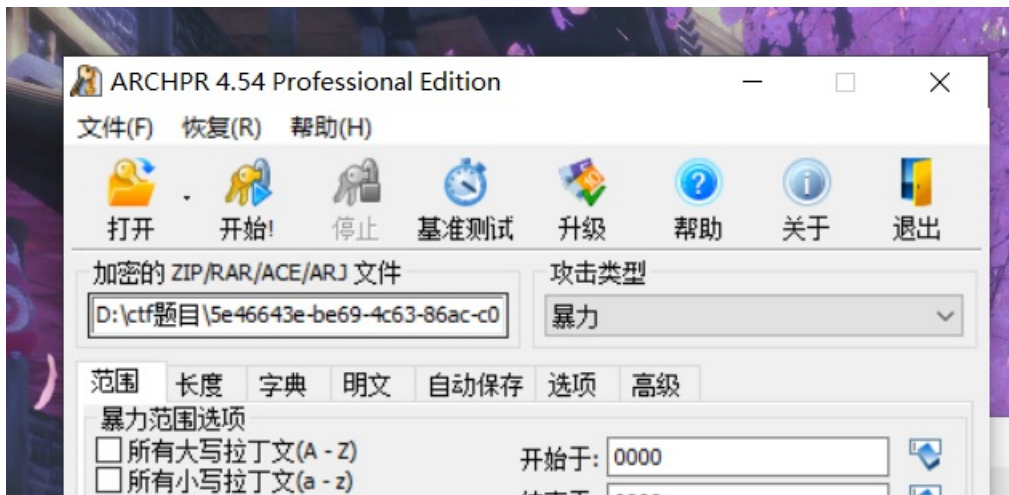 ARCHPR 4.54 Professional Edition
文件(F) 恢复(R) 帮助(H)
打开 开始! 停止 基准测试 升级 帮助 关于 退出
加密的 ZIP/RAR/ACE/ARJ 文件 攻击类型
D:\ctf题目\5e46643e-be69-4c63-86ac-c0 暴力
范围 长度 字典 明文 自动保存 选项 高级
暴力范围选项
所有大写拉丁文(A - Z) 开始于: 0000
所有小写拉丁文(a - z)